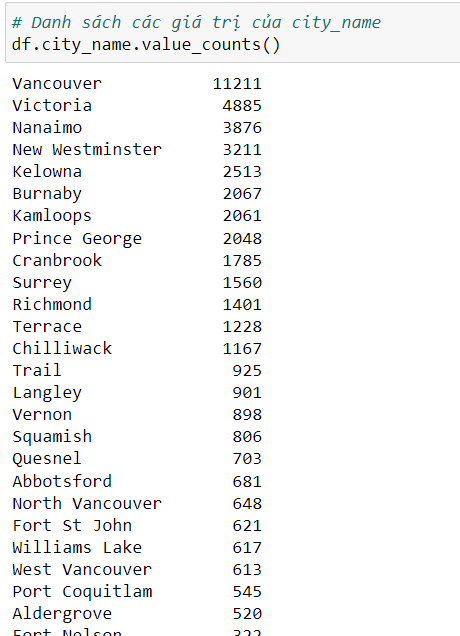 # Danh sách các giá trị của city_name
df.city_name.value_counts()
Vancouver 11211
Victoria 4885
Nanaimo 3876
New Westminster 3211
Kelowna 2513
Burnaby 2067
Kamloops 2061
Prince George 2048
Cranbrook 1785
Surrey 1560
Richmond 1401
Terrace 1228
Chilliwack 1167
Trail 925
Langley 901
Vernon 898
Squamish 806
Quesnel 703
Abbotsford 681
North Vancouver 648
Fort St John 621
Williams Lake 617
West Vancouver 613
Port Coquitlam 545
Aldergrove 520
Fort Nelson 322